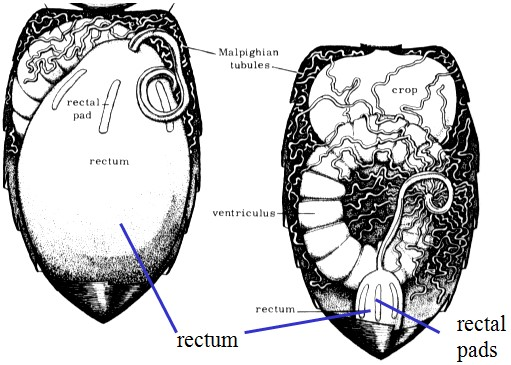 Malpighian
tubules
crop
rectal
pad
rectum
ventriculus
rectum
rectum
rectal
pads